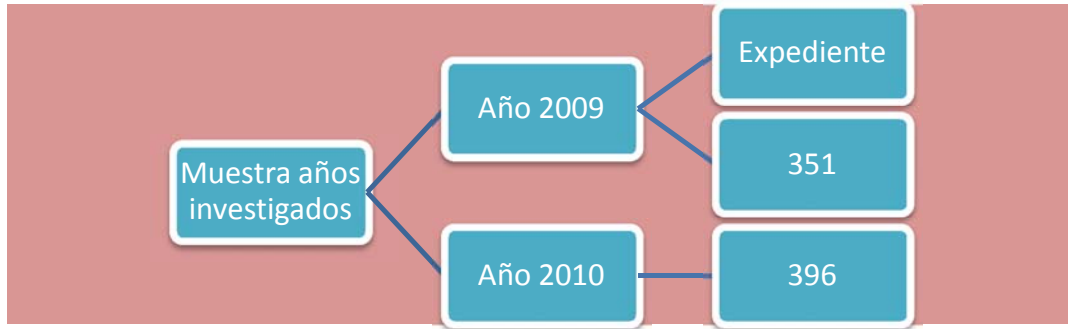 Muestra años
investigados
Año 2009
Expediente
351
Año 2010
396